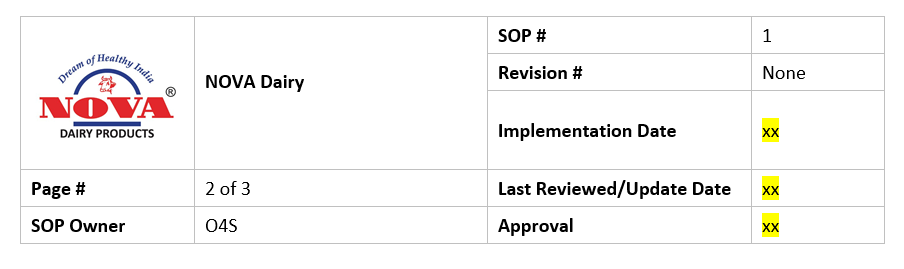 Dream of Healthy India
NOVA®
DAIRY PRODUCTS
NOVA Dairy
SOP # 1
Revision # None
Implementation Date xx
Page # 2 of 3 Last Reviewed/Update Date xx
SOP Owner O4S Approval xx